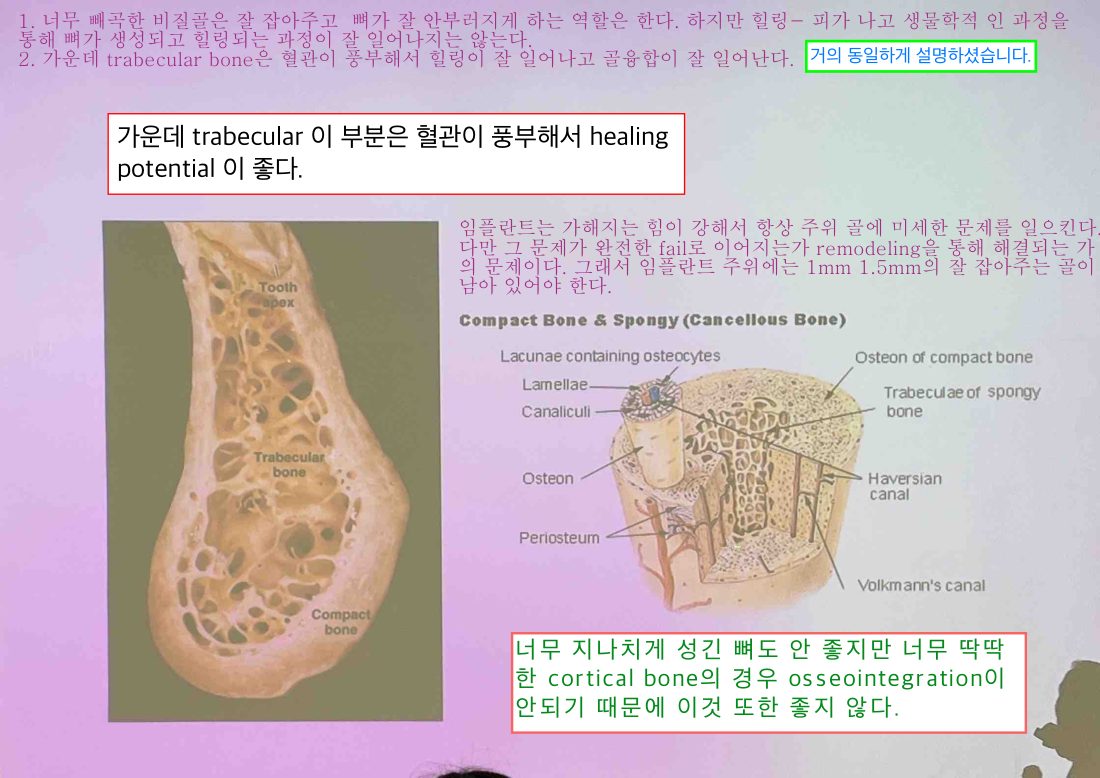 1. 너무 빼곡한 비질골은 잘 잡아주고 뼈가 잘 안부러지게 하는 역할은 한다. 하지만 힐링- 피가 나고 생물학적 인 과정을
통해 뼈가 생성되고 힐링되는 과정이 잘 일어나지는 않는다.
2. 가운데 trabecular bone은 혈관이 풍부해서 힐링이 잘 일어나고 골융합이 잘 일어난다.
거의 동일하게 설명하셨습니다.
가운데 trabecular 이 부분은 혈관이 풍부해서 healing
potential 이 좋다.
임플란트는 가해지는 힘이 강해서 항상 주위 골에 미세한 문제를 일으킨다.
다만 그 문제가 완전한 fail로 이어지는가 remodeling을 통해 해결되는 가
의 문제이다. 그래서 임플란트 주위에는 1mm 1.5mm의 잘 잡아주는 골이
남아 있어야 한다.
Tooth
apex
Trabecular
bone
Compact
bone
Compact Bone & Spongy (Cancellous Bone)
Lacunae containing osteocytes
Lamellae
Canaliculi
Osteon
Periosteum
Osteon of compact bone
Trabeculae of spongy
bone
Haversian
canal
Volkmann's canal
너무 지나치게 성긴 뼈도 안 좋지만 너무 딱딱
한 cortical bone의 경우 osseointegration이
안되기 때문에 이것 또한 좋지 않다.